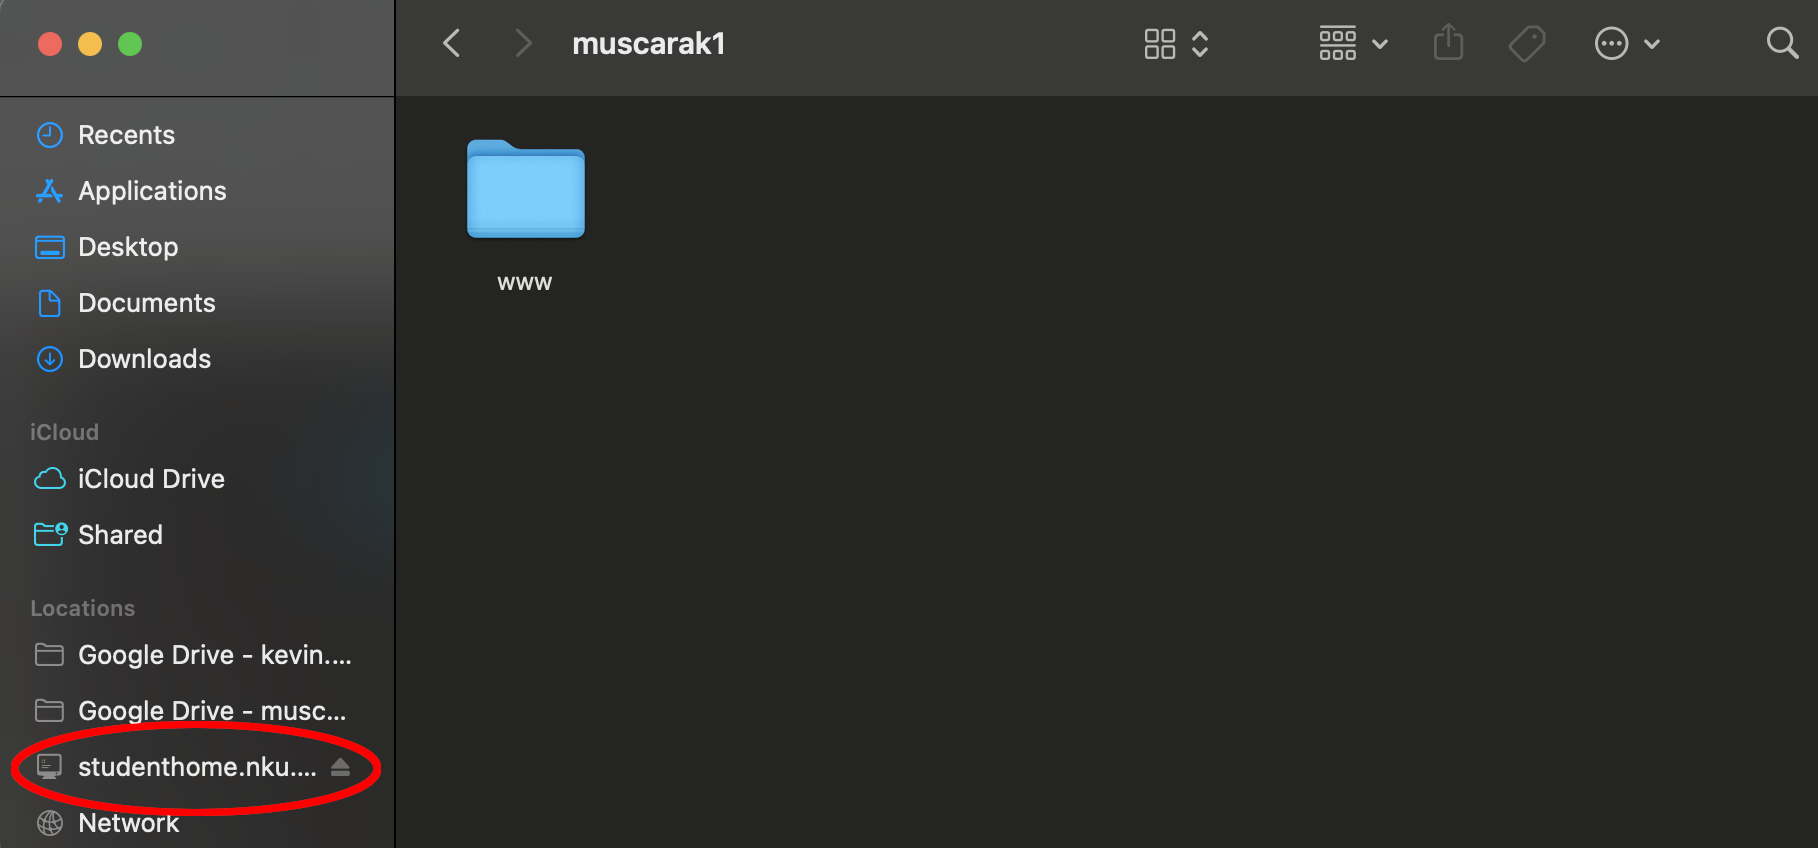 muscarak1
Recents
Applications
Desktop
Documents
Downloads
iCloud
iCloud Drive
Shared
Locations
Google Drive - kevin....
Google Drive - musc...
studenthome.nku....
Network
www